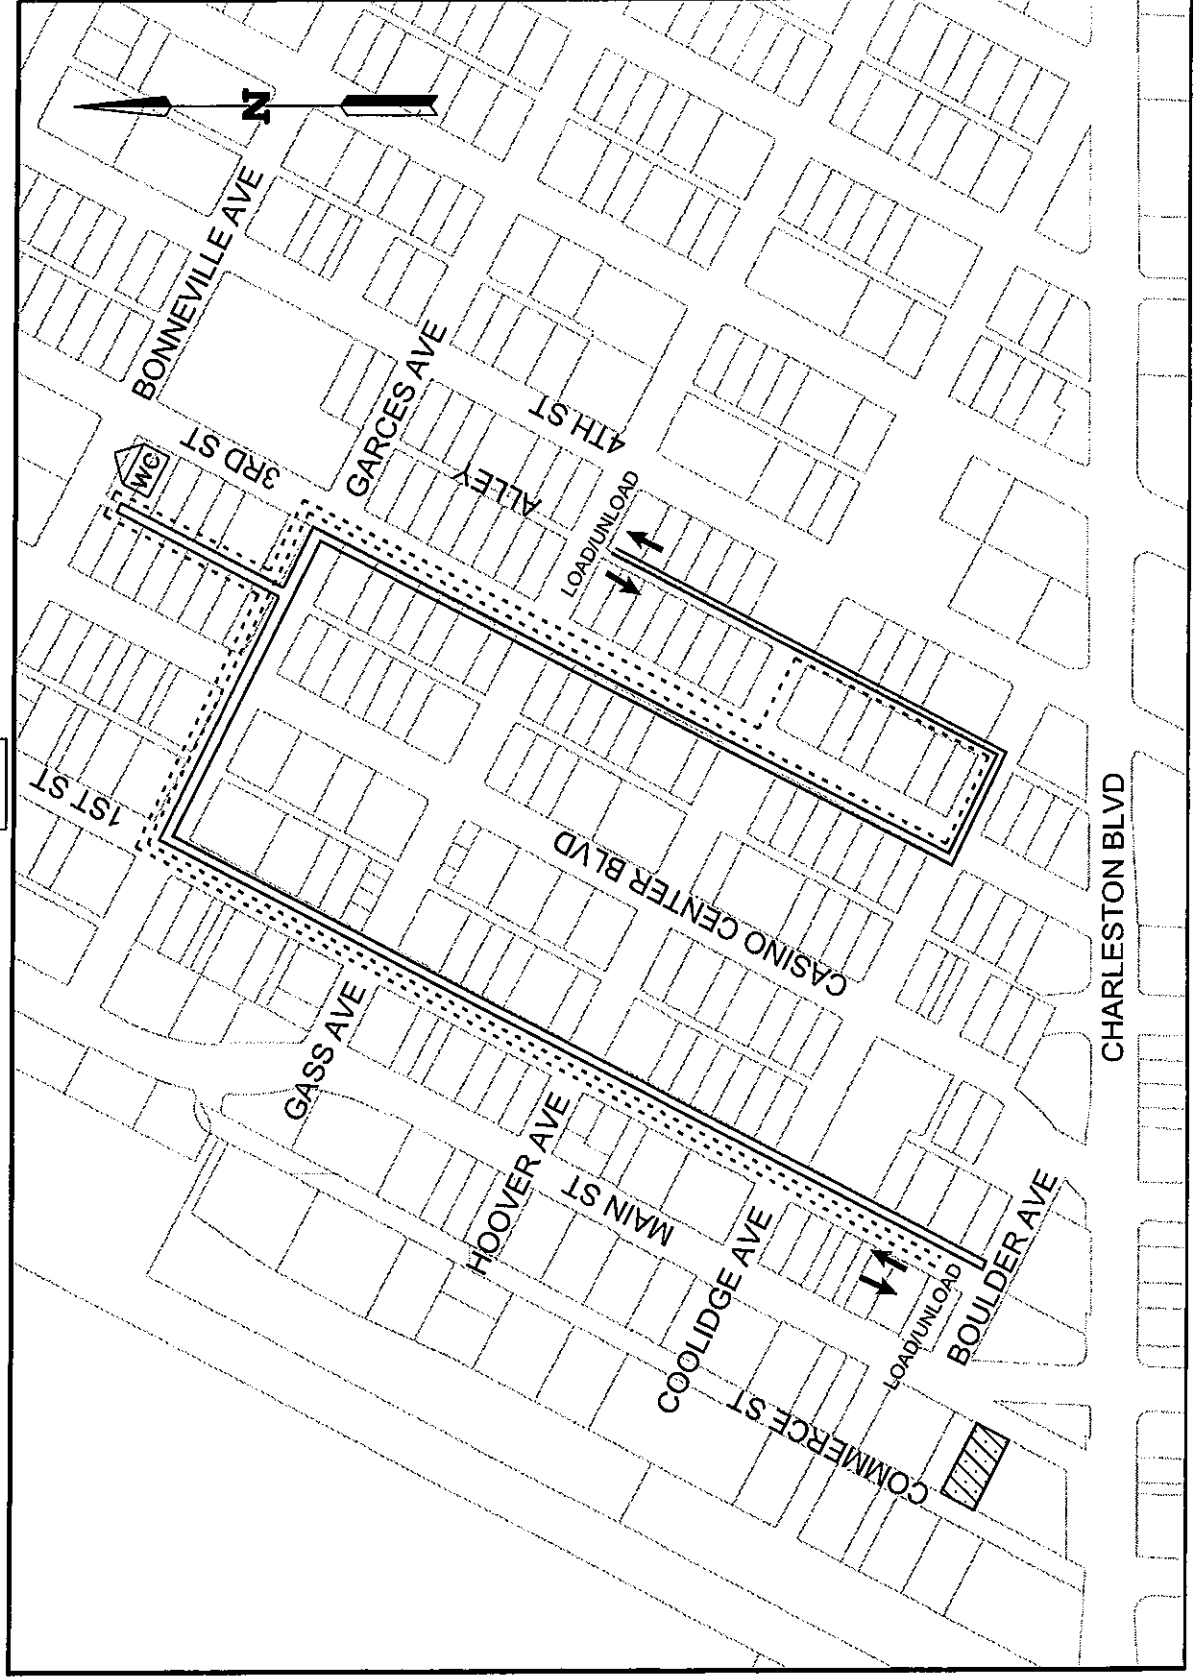 N
BONNEVILLE AVE
WC
3RD ST
GARCES AVE
4TH ST
ALLEY
LOAD/UNLOAD
1ST ST
CASINO CENTER BLVD
CHARLESTON BLVD
GASS AVE
HOOVER AVE
MAIN ST
COOLIDGE AVE
BOULDER AVE
LOAD/UNLOAD
COMMERCE ST